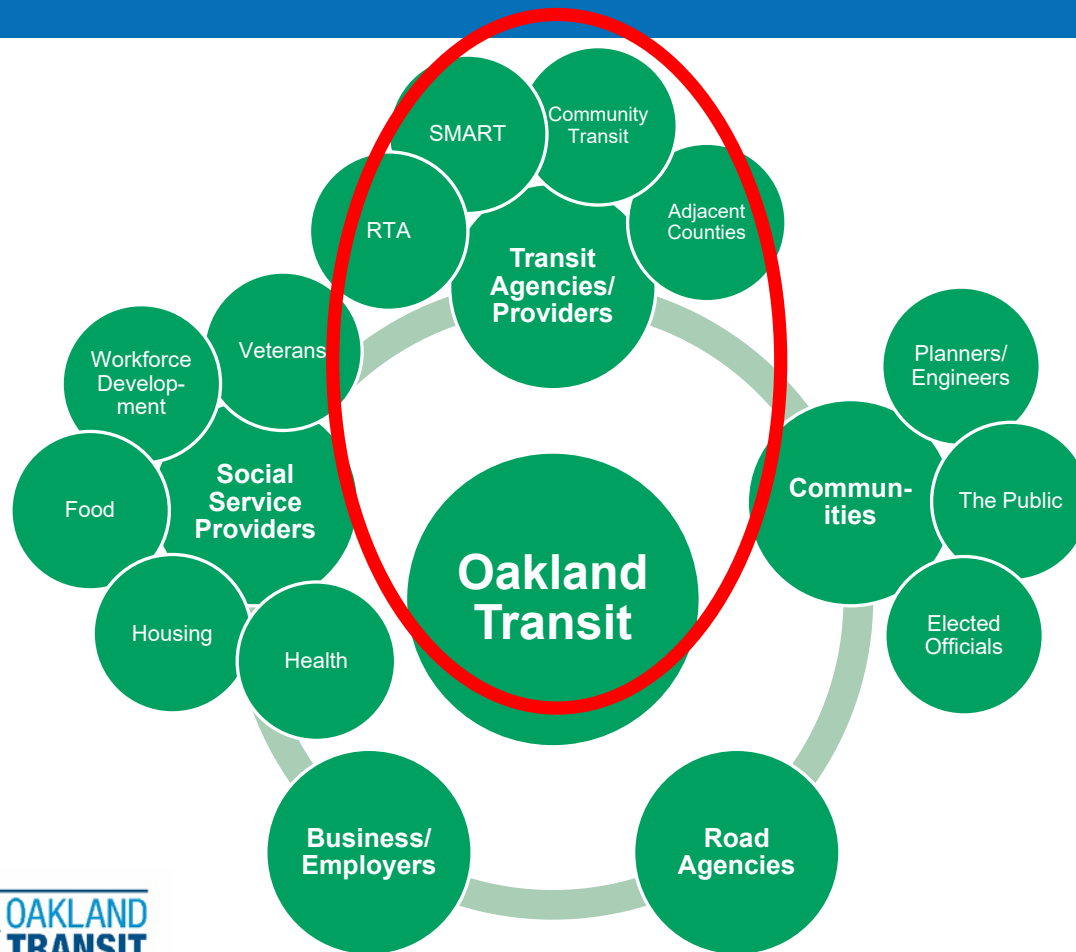 SMART
Community
Transit
RTA
Adjacent
Counties
Transit
Agencies/
Providers
Veterans
Workforce
Develop-
ment
Food
Social
Service
Providers
Housing
Health
Planners/
Engineers
Commun-
ities
The Public
Elected
Officials
Oakland
Transit
Business/
Employers
Road
Agencies
OAKLAND
TRANSIT